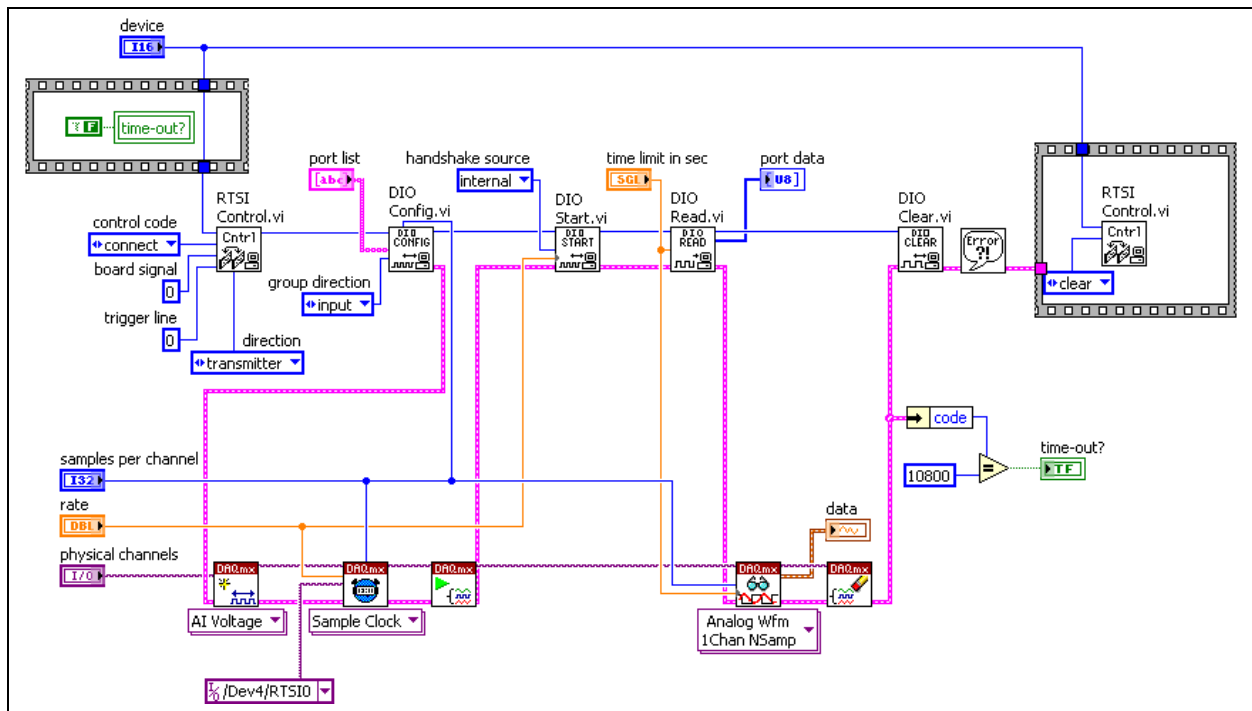 device
I16
F
time-out?
port list
[abc
handshake source
internal
time limit in sec
SGL
port data
U8]
RTSI
Control.vi
Cntrl
DIO
Config.vi
DIO
CONFIG
DIO
Start.vi
DIO
START
DIO
Read.vi
DIO
READ
DIO
Clear.vi
DIO
CLEAR
Error
?!
RTSI
Control.vi
Cntrl
clear
control code
connect
board signal
0
trigger line
0
direction
transmitter
group direction
input
code
10800
=
time-out?
TF
samples per channel
I32
rate
DBL
physical channels
I/O
data
DAQmx
DAQmx
DAQmx
DAQmx
DAQmx
AI Voltage
Sample Clock
Analog Wfm
1Chan NSamp
I/O /Dev4/RTSI0